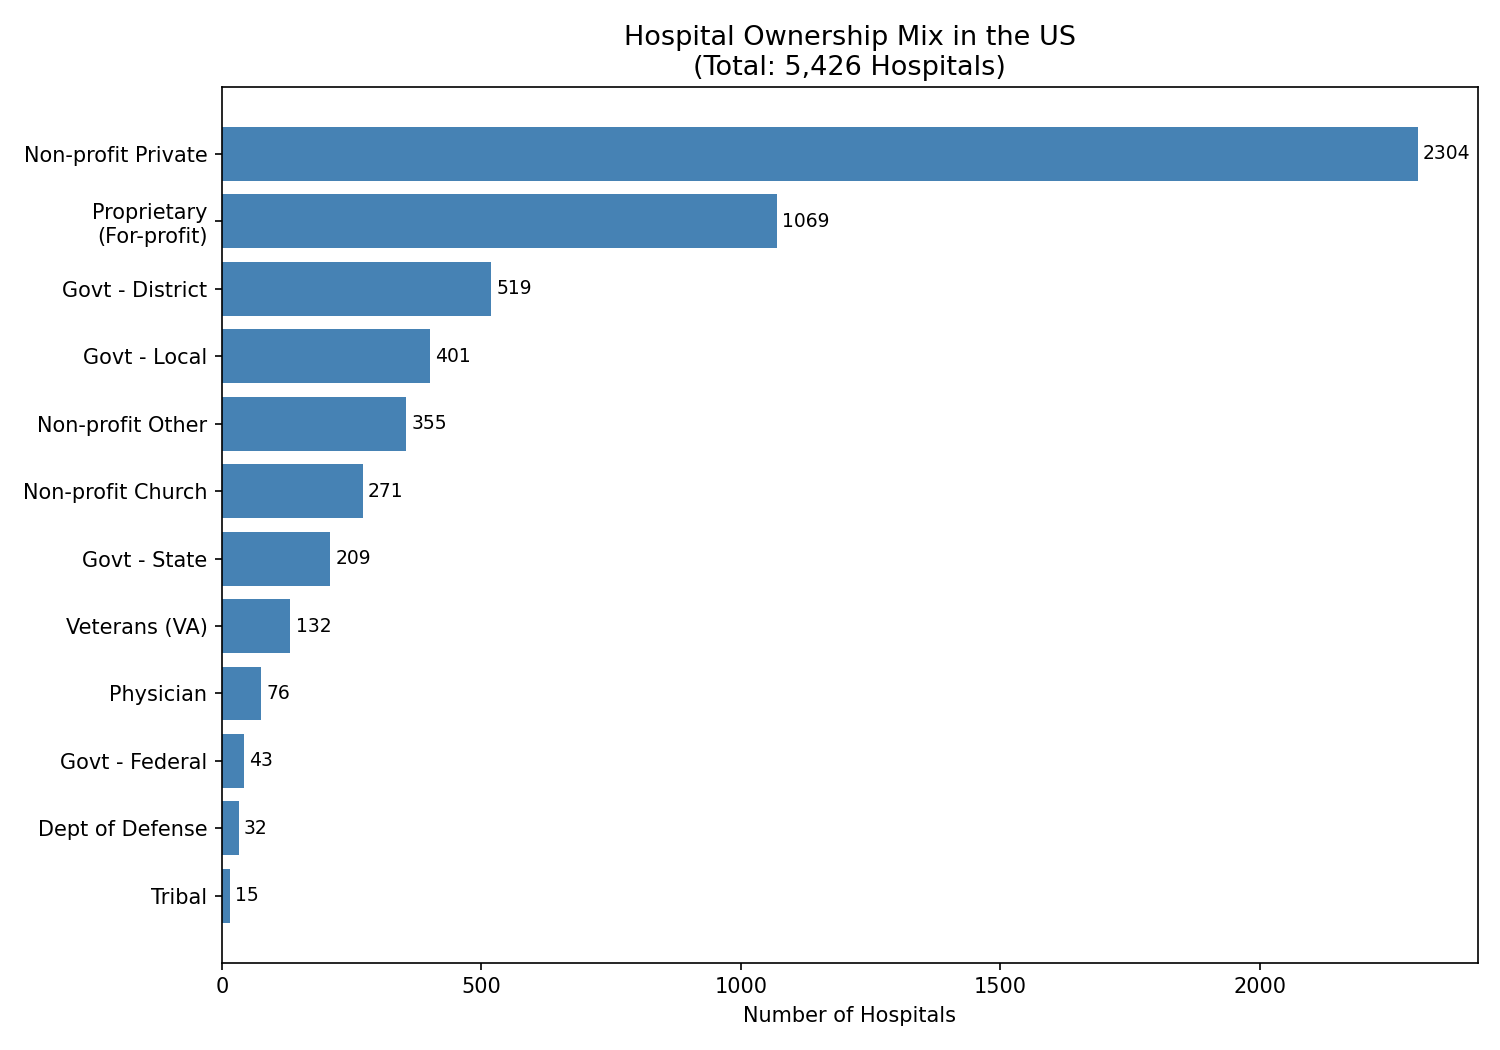 Hospital Ownership Mix in the US
(Total: 5,426 Hospitals)
Non-profit Private 2304
Proprietary
(For-profit) 1069
Govt - District 519
Govt - Local 401
Non-profit Other 355
Non-profit Church 271
Govt - State 209
Veterans (VA) 132
Physician 76
Govt - Federal 43
Dept of Defense 32
Tribal 15
0 500 1000 1500 2000
Number of Hospitals